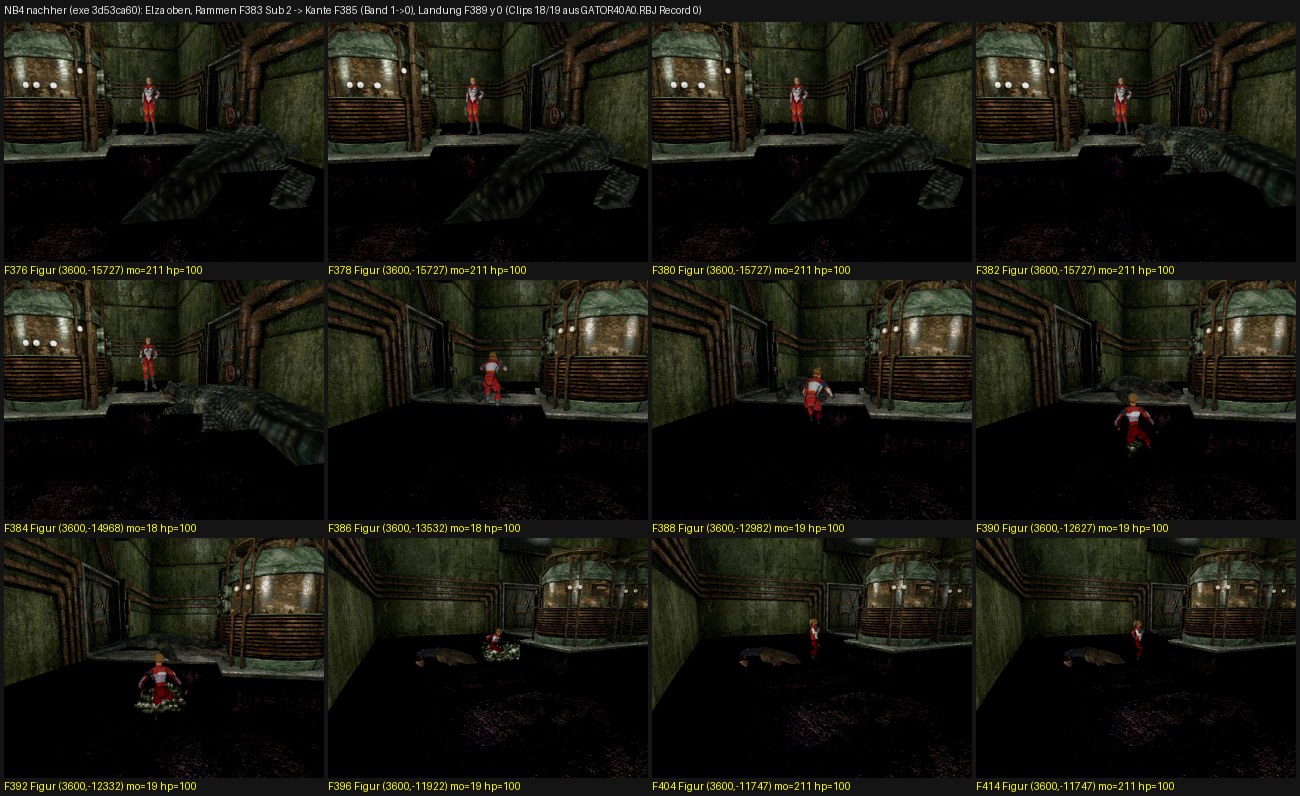 NB4 nachher (exe 3d53ca60): Elza oben, Rammen F383 Sub 2 -> Kante F385 (Band 1->0), Landung F389 y 0 (Clips 18/19 aus GATOR40A0.RBJ Record 0)
F376 Figur (3600,-15727) mo=211 hp=100
F378 Figur (3600,-15727) mo=211 hp=100
F380 Figur (3600,-15727) mo=211 hp=100
F382 Figur (3600,-15727) mo=211 hp=100
F384 Figur (3600,-14968) mo=18 hp=100
F386 Figur (3600,-13532) mo=18 hp=100
F388 Figur (3600,-12982) mo=19 hp=100
F390 Figur (3600,-12627) mo=19 hp=100
F392 Figur (3600,-12332) mo=19 hp=100
F396 Figur (3600,-11922) mo=19 hp=100
F404 Figur (3600,-11747) mo=211 hp=100
F414 Figur (3600,-11747) mo=211 hp=100